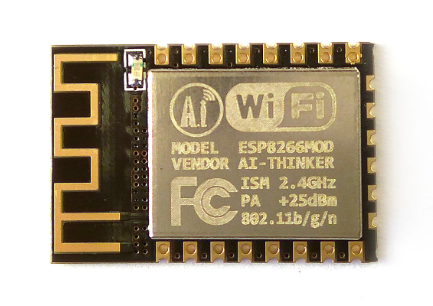 Ai WiFi
MODEL ESP8266MOD
VENDOR AI-THINKER
FC ISM 2.4GHz
PA +25dBm
802.11b/g/n